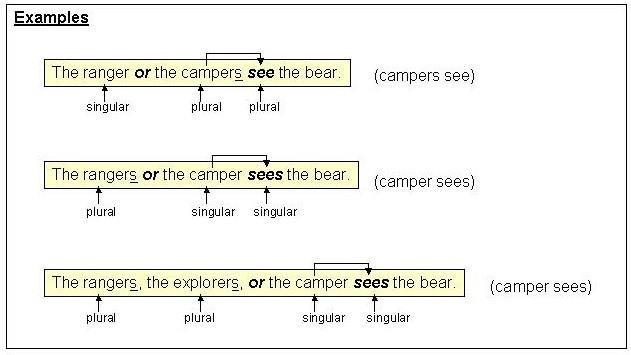 Examples
The ranger or the campers see the bear. (campers see)
singular plural plural
The rangers or the camper sees the bear. (camper sees)
plural singular singular
The rangers, the explorers, or the camper sees the bear. (camper sees)
plural plural singular singular